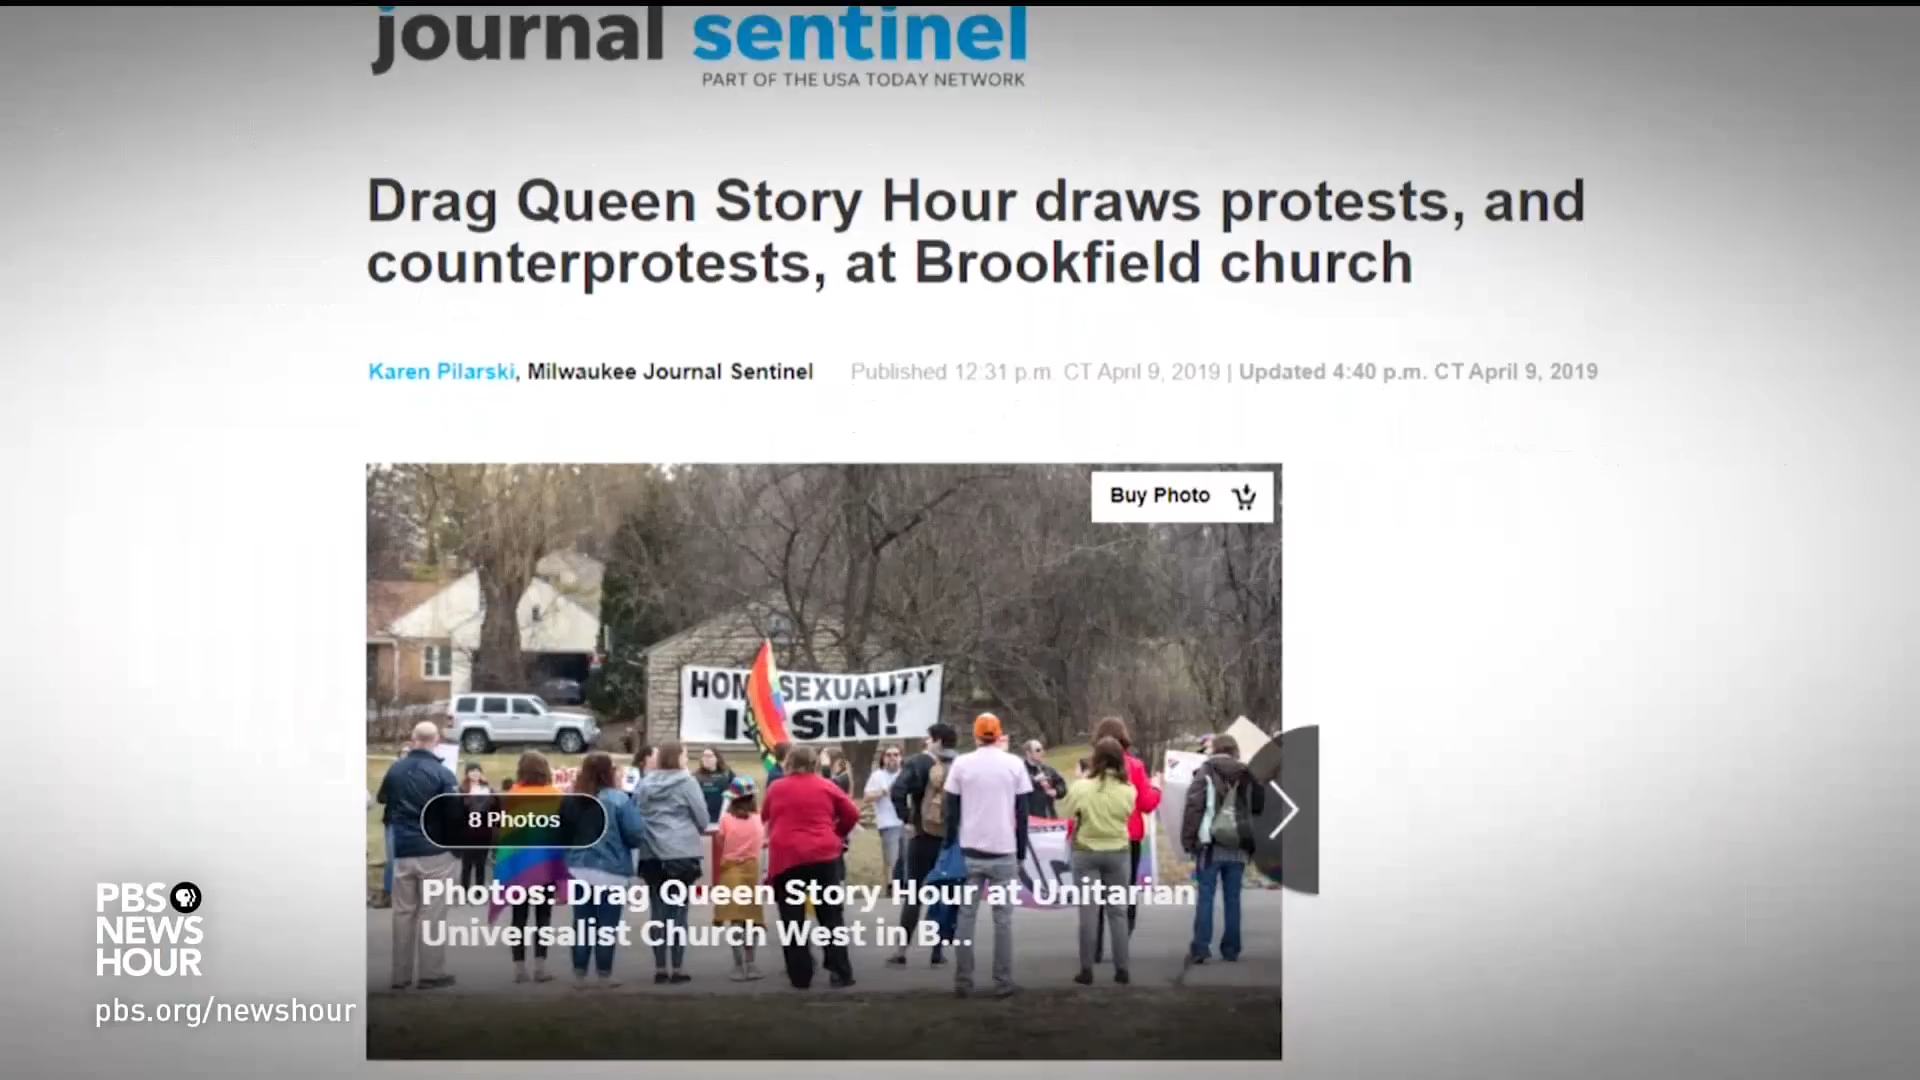 journal sentinel
PART OF THE USA TODAY NETWORK
Drag Queen Story Hour draws protests, and
counterprotests, at Brookfield church
Karen Pilarski, Milwaukee Journal Sentinel Published 12:31 p.m. CT April 9, 2019 | Updated 4:40 p.m. CT April 9, 2019
Buy Photo
SEXUALITY
SIN!
8 Photos
Photos: Drag Queen Story Hour at Unitarian
Universalist Church West in B...
PBS
NEWS
HOUR
pbs.org/newshour